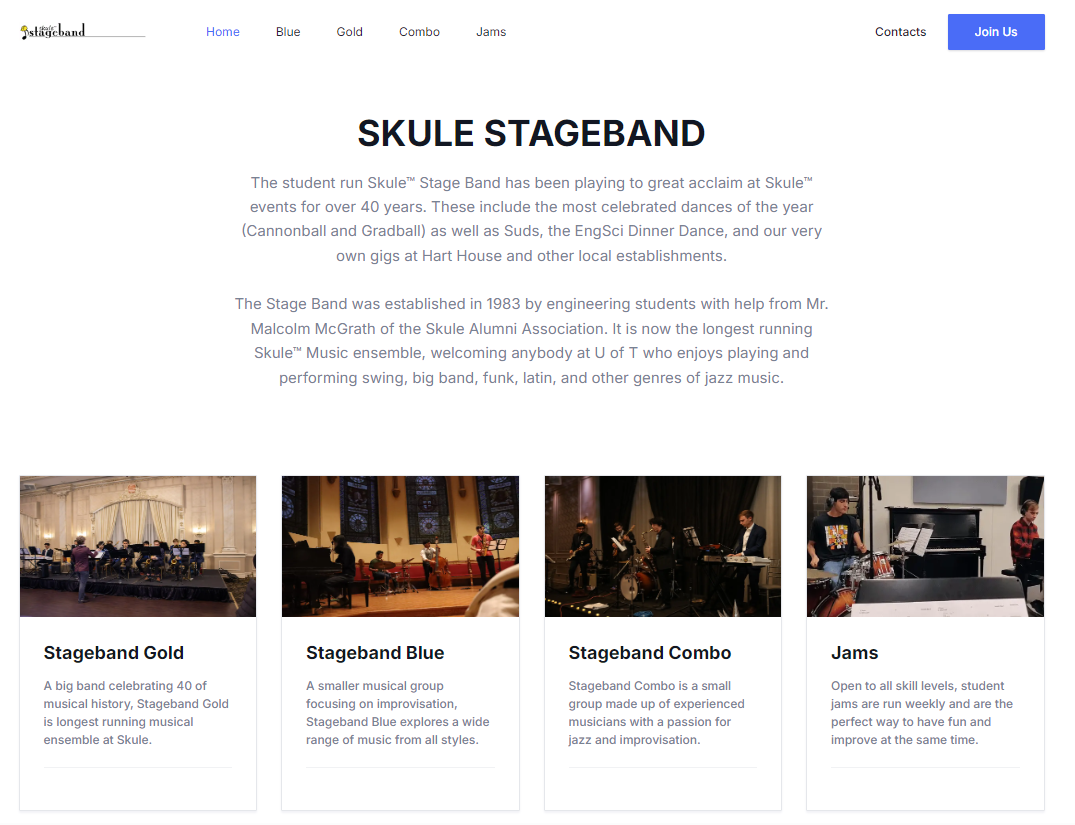 skule™
stageband
Home
Blue
Gold
Combo
Jams
Contacts
Join Us
SKULE STAGEBAND
The student run Skule™ Stage Band has been playing to great acclaim at Skule™
events for over 40 years. These include the most celebrated dances of the year
(Cannonball and Gradball) as well as Suds, the EngSci Dinner Dance, and our very
own gigs at Hart House and other local establishments.
The Stage Band was established in 1983 by engineering students with help from Mr.
Malcolm McGrath of the Skule Alumni Association. It is now the longest running
Skule™ Music ensemble, welcoming anybody at U of T who enjoys playing and
performing swing, big band, funk, latin, and other genres of jazz music.
Stageband Gold
A big band celebrating 40 of
musical history, Stageband Gold
is longest running musical
ensemble at Skule.
Stageband Blue
A smaller musical group
focusing on improvisation,
Stageband Blue explores a wide
range of music from all styles.
Stageband Combo
Stageband Combo is a small
group made up of experienced
musicians with a passion for
jazz and improvisation.
Jams
Open to all skill levels, student
jams are run weekly and are the
perfect way to have fun and
improve at the same time.